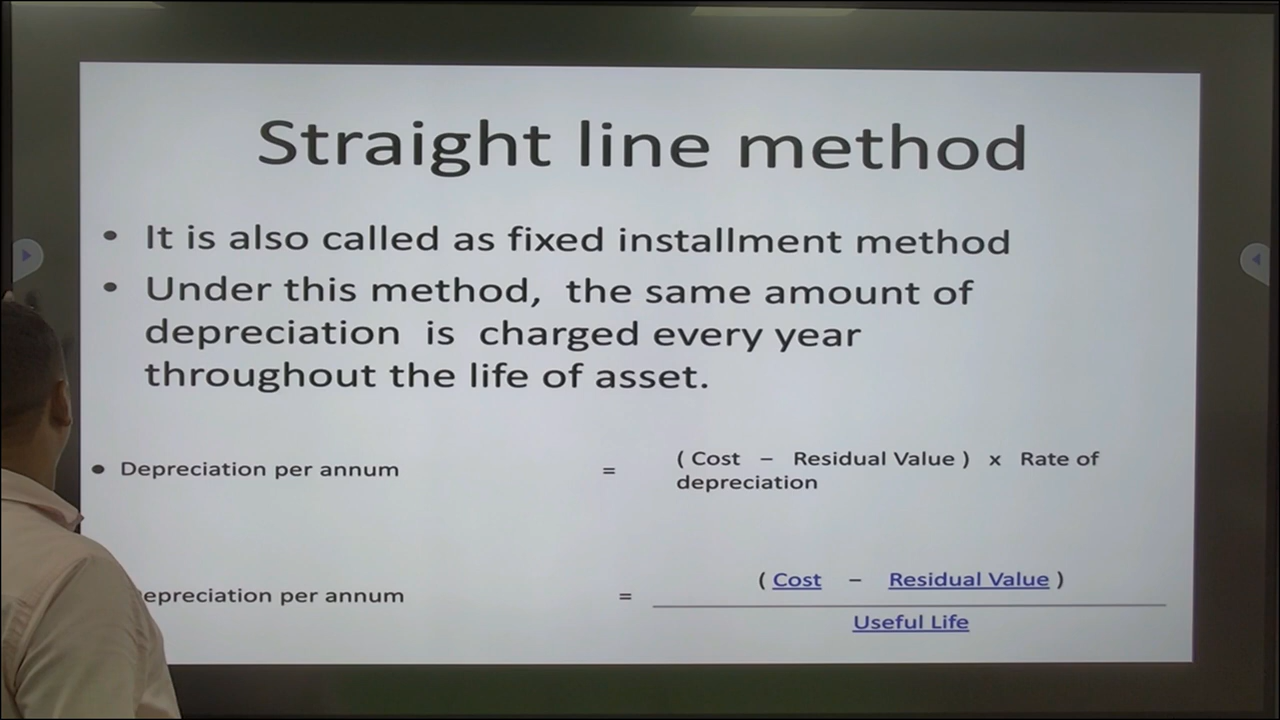 Straight line method
• It is also called as fixed installment method
• Under this method, the same amount of
depreciation is charged every year
throughout the life of asset.
• Depreciation per annum = ( Cost – Residual Value ) x Rate of
depreciation
epreciation per annum = ( Cost – Residual Value )
Useful Life